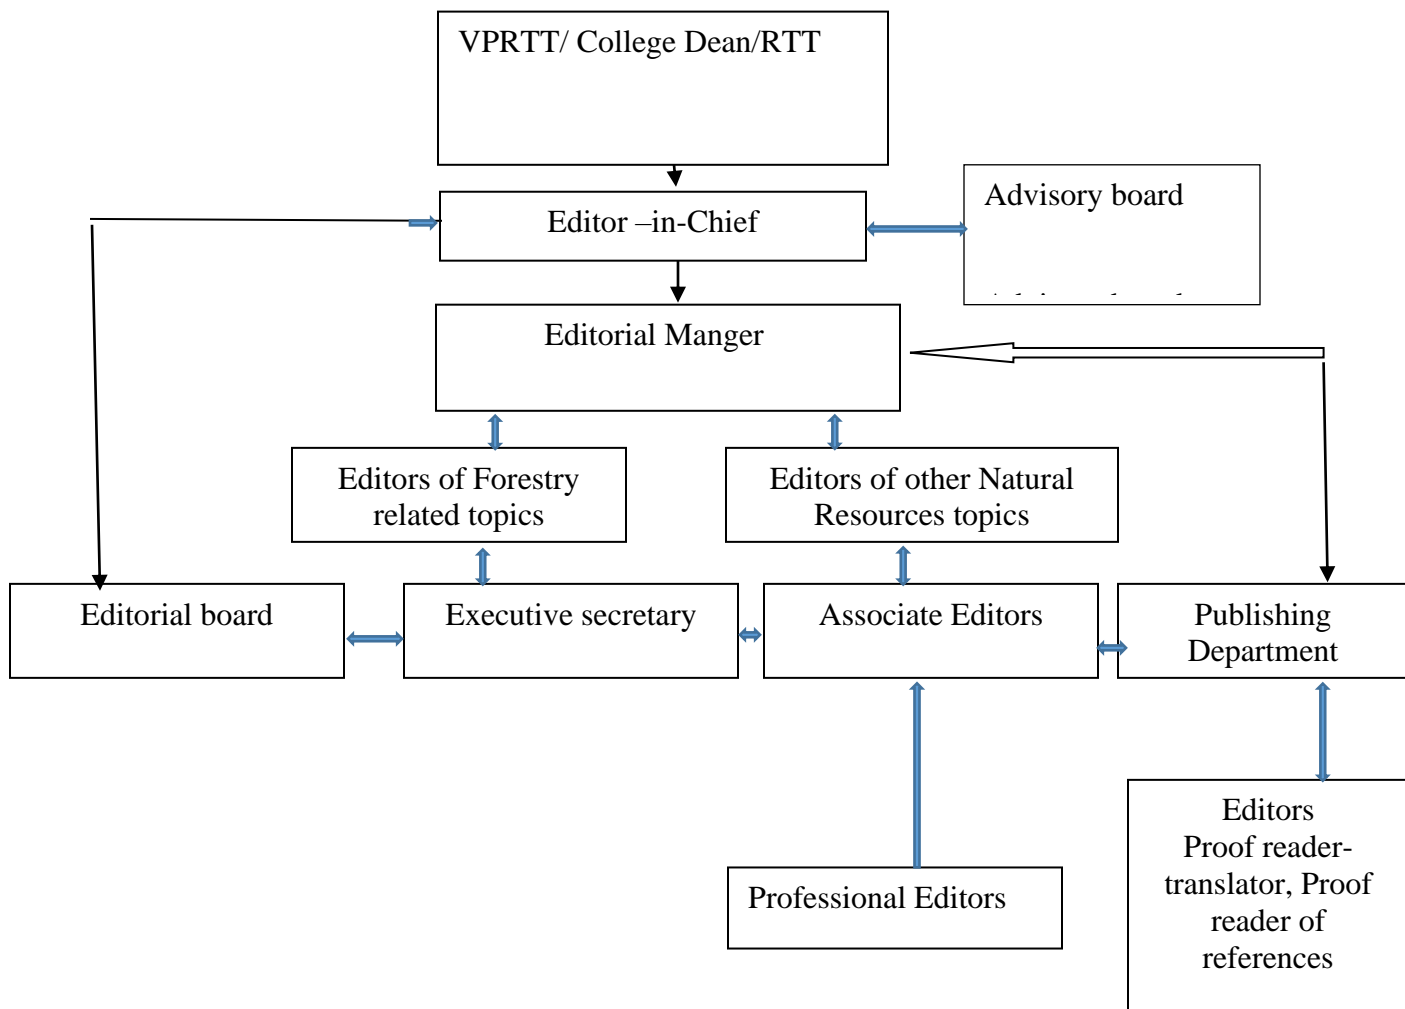 VPRTT/ College Dean/RTT
Editor –in-Chief
Advisory board
Editorial Manger
Editors of Forestry
related topics
Editors of other Natural
Resources topics
Editorial board
Executive secretary
Associate Editors
Publishing
Department
Professional Editors
Editors
Proof reader-
translator, Proof
reader of
references